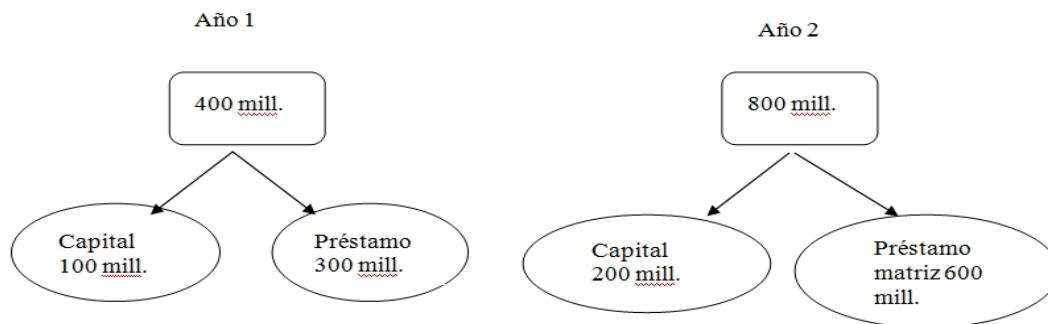 Año 1
Año 2
400 mill.
800 mill.
Capital
100 mill.
Préstamo
300 mill.
Capital
200 mill.
Préstamo
matriz 600
mill.